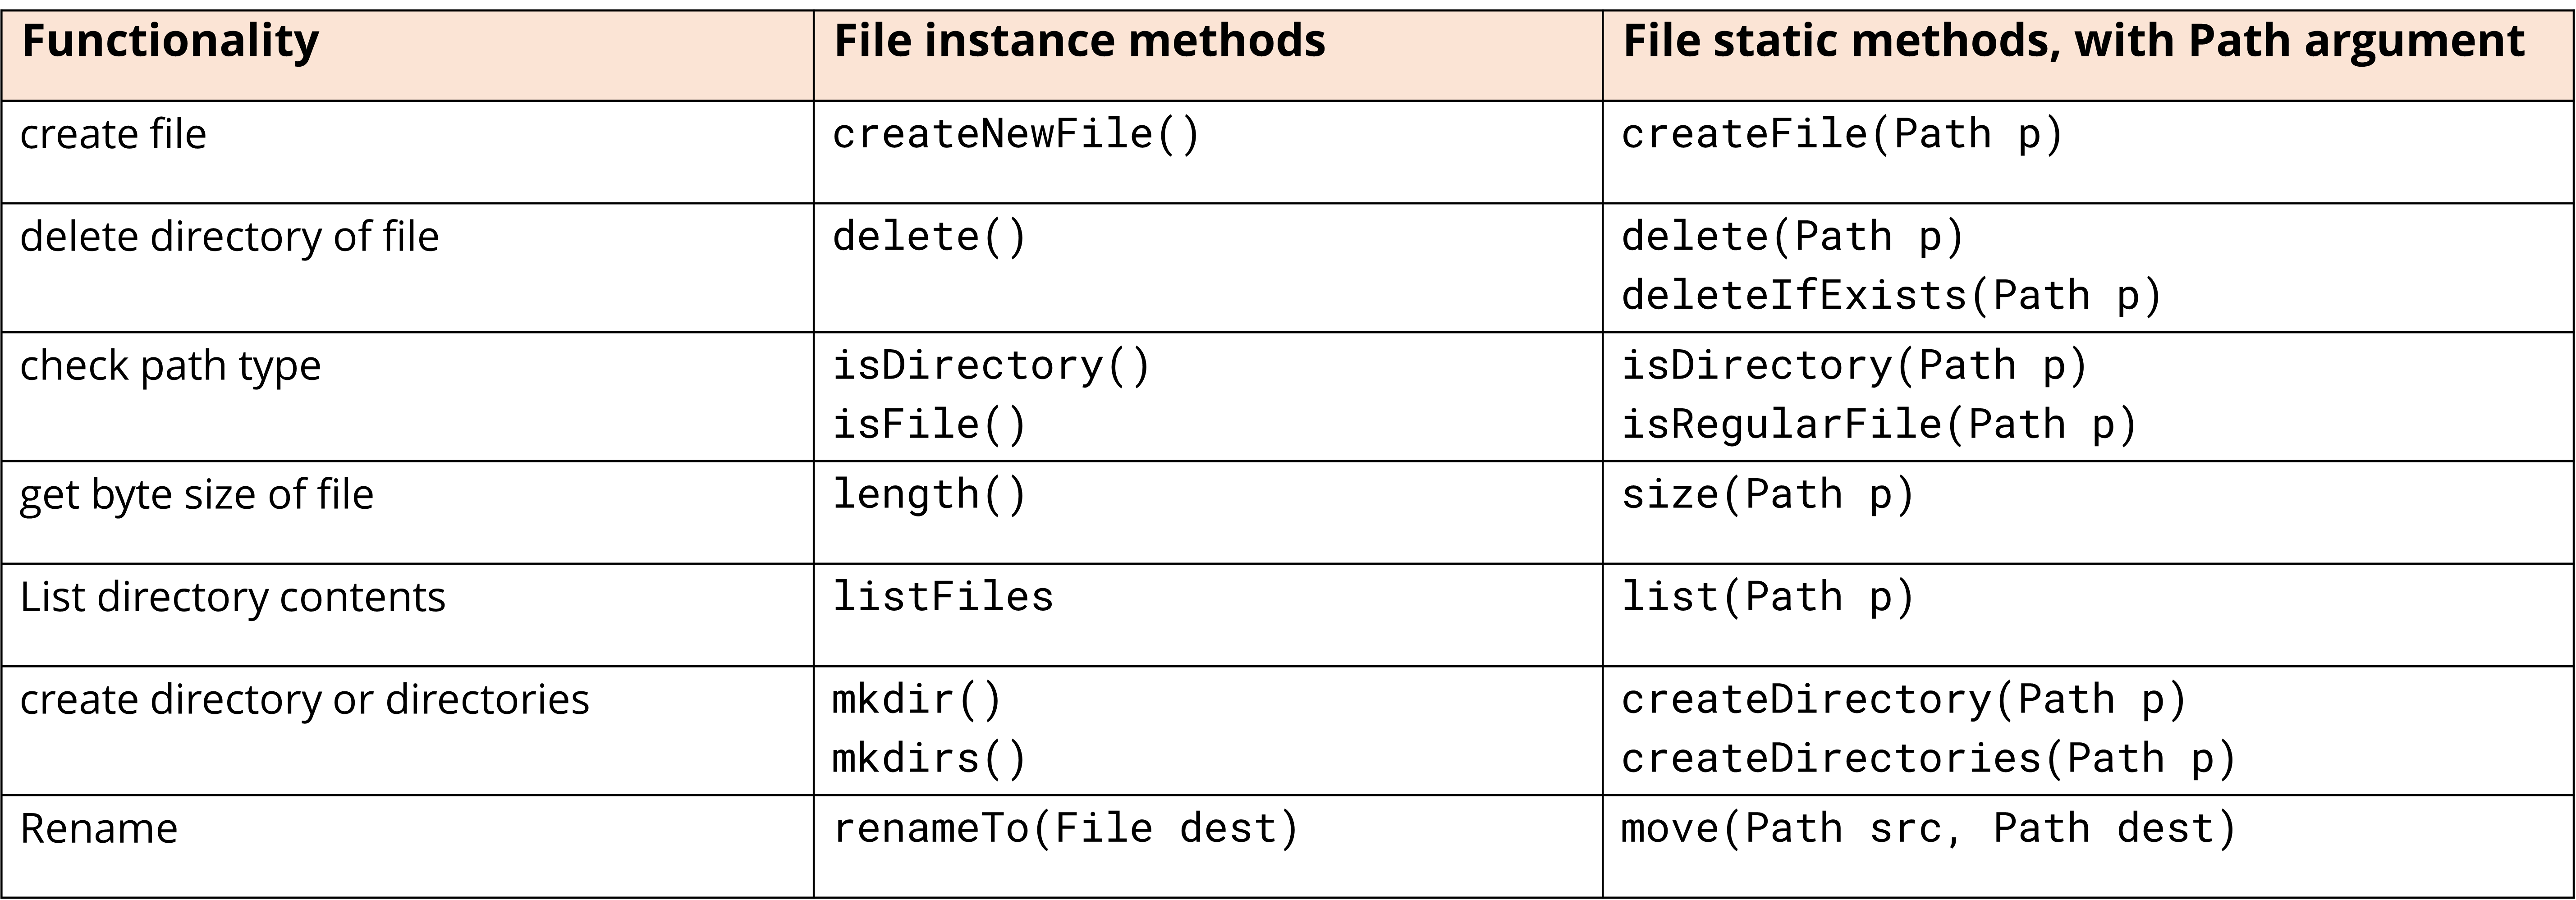 Functionality
File instance methods
File static methods, with Path argument
create file
createNewFile()
createFile(Path p)
delete directory of file
delete()
delete(Path p)
deleteIfExists(Path p)
check path type
isDirectory()
isFile()
isDirectory(Path p)
isRegularFile(Path p)
get byte size of file
length()
size(Path p)
List directory contents
listFiles
list(Path p)
create directory or directories
mkdir()
mkdirs()
createDirectory(Path p)
createDirectories(Path p)
Rename
renameTo(File dest)
move(Path src, Path dest)